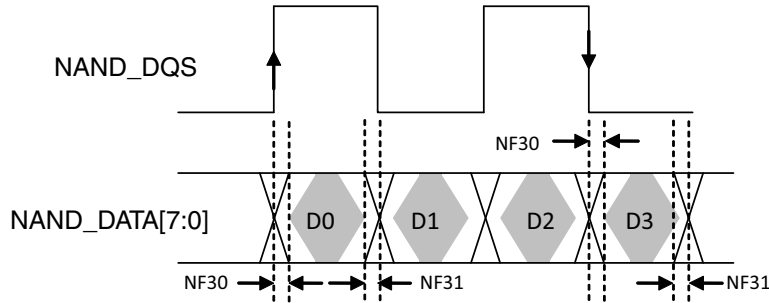 NAND_DQS
NF30
NAND_DATA[7:0]
D0 D1 D2 D3
NF30 NF31 NF31